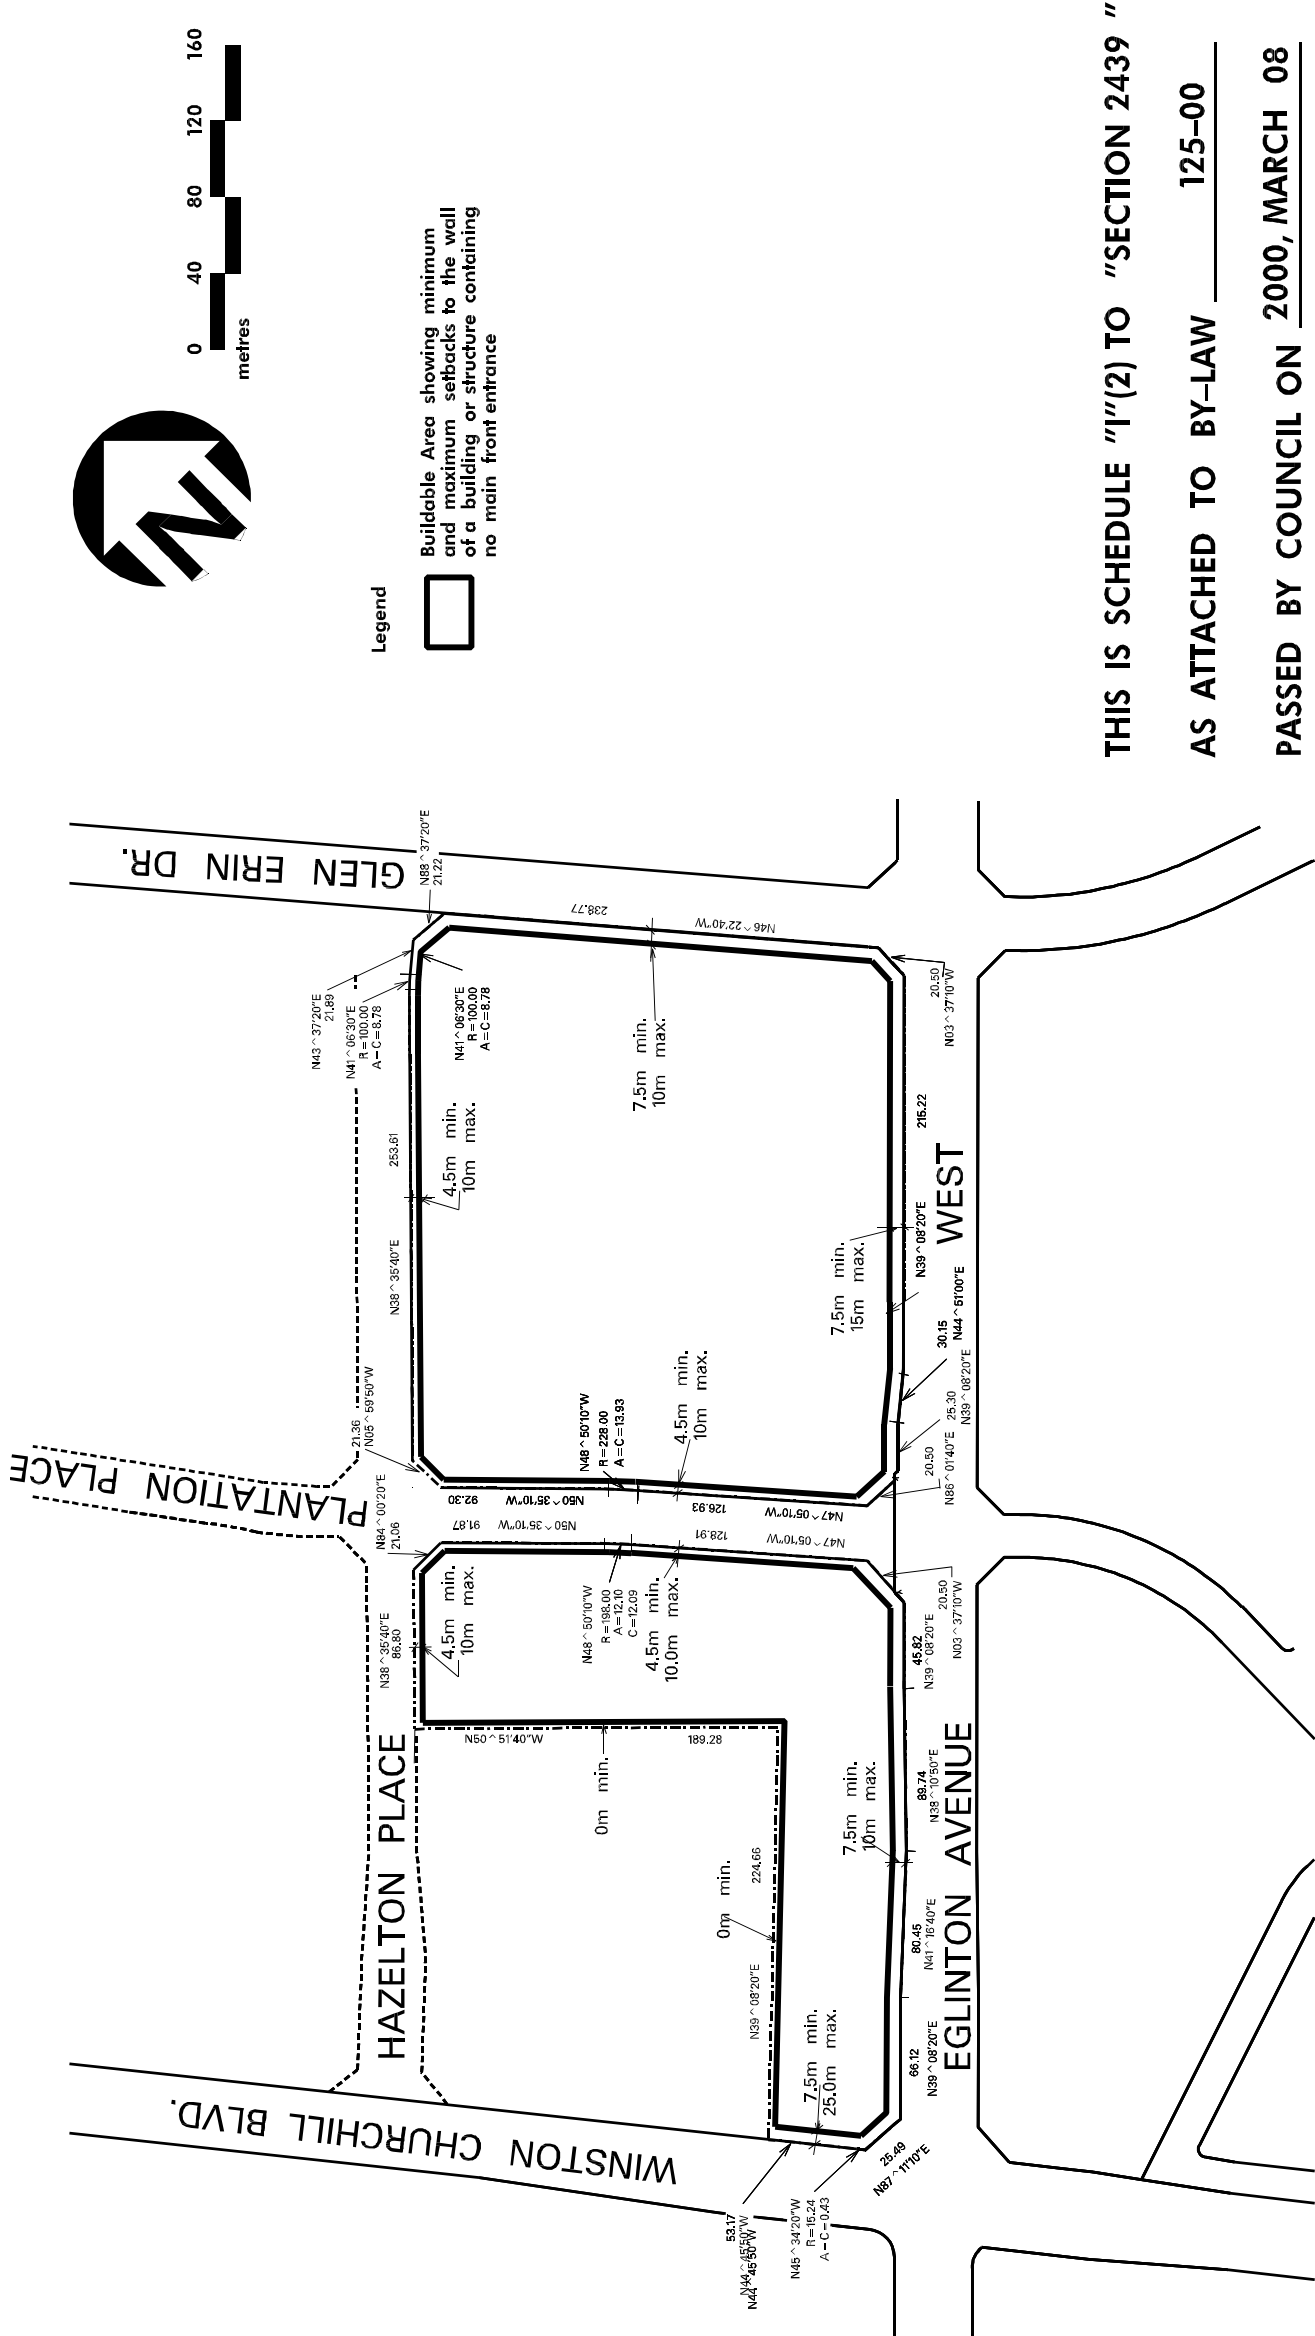 N
0 40 80 120 160
metres
Legend
Buildable Area showing minimum
and maximum setbacks to the wall
of a building or structure containing
no main front entrance
THIS IS SCHEDULE "I"(2) TO "SECTION 2439 "
AS ATTACHED TO BY-LAW 125-00
PASSED BY COUNCIL ON 2000, MARCH 08
GLEN ERIN DR.
PLANTATION PLACE
HAZELTON PLACE
WINSTON CHURCHILL BLVD.
EGLINTON AVENUE WEST
N88^37'20"E
21.22
N43^37'20"E
21.89
N41^06'30"E
R=100.00
A-C=8.78
N41^06'30"E
R=100.00
A=C=8.78
238.77
N46^22'40"W
7.5m min.
10m max.
4.5m min.
10m max.
253.61
N38^35'40"E
20.50
N03^37'10"W
215.22
N39^08'20"E
7.5m min.
15m max.
30.15
N44^51'00"E
25.30
N39^08'20"E
20.50
N86^01'40"E
21.36
N05^59'50"W
N48^50'10"W
R=228.00
A=C=13.93
4.5m min.
10m max.
92.30
N50^35'10"W
126.93
N47^05'10"W
91.87
N50^35'10"W
128.91
N47^05'10"W
N84^00'20"E
21.06
N38^35'40"E
86.80
4.5m min.
10m max.
N48^50'10"W
R=198.00
A=12.10
C=12.09
4.5m min.
10.0m max.
20.50
N03^37'10"W
45.82
N39^08'20"E
N50^51'40"W
189.28
0m min.
7.5m min.
10m max.
89.74
N38^10'50"E
0m min.
224.66
N39^08'20"E
80.45
N41^16'40"E
7.5m min.
25.0m max.
66.12
N39^08'20"E
25.49
N87^11'10"E
53.17
N44^45'50"W
N44^45'50"W
N45^34'20"W
R=15.24
A-C=0.43